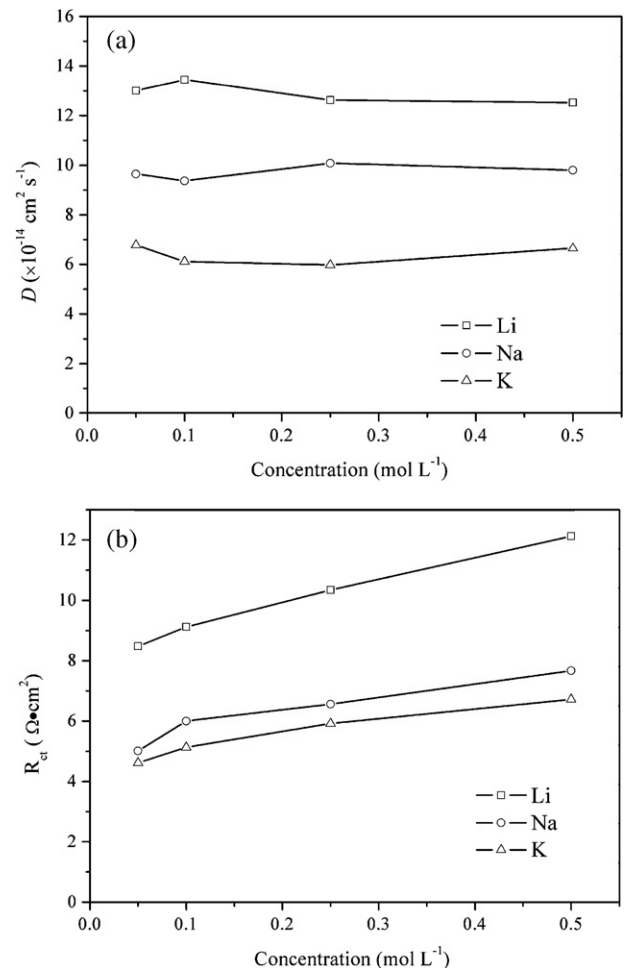 (a)
16
14
12
10
8
6
4
2
0
D (×10⁻¹⁴ cm² s⁻¹)
Li
Na
K
0.0 0.1 0.2 0.3 0.4 0.5
Concentration (mol L⁻¹)
(b)
12
10
8
6
4
2
0
R_ct ( Ω•cm²)
Li
Na
K
0.0 0.1 0.2 0.3 0.4 0.5
Concentration (mol L⁻¹)